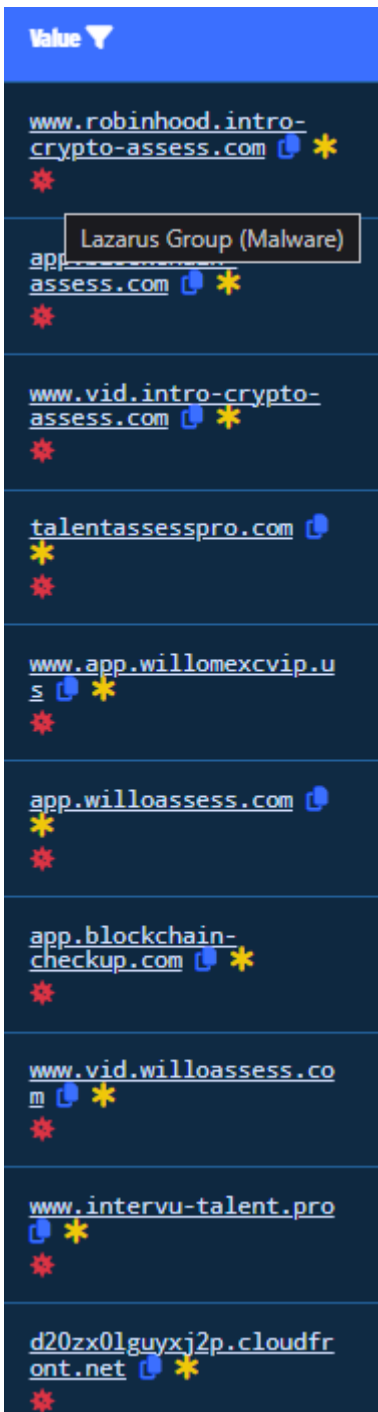 Value
www.robinhood.intro-
crypto-assess.com
Lazarus Group (Malware)
assess.com
www.vid.intro-crypto-
assess.com
talentassesspro.com
www.app.willomexcvip.u
s
app.willoassess.com
app.blockchain-
checkup.com
www.vid.willoassess.co
m
www.intervu-talent.pro
d20zx0lguyxj2p.cloudfr
ont.net